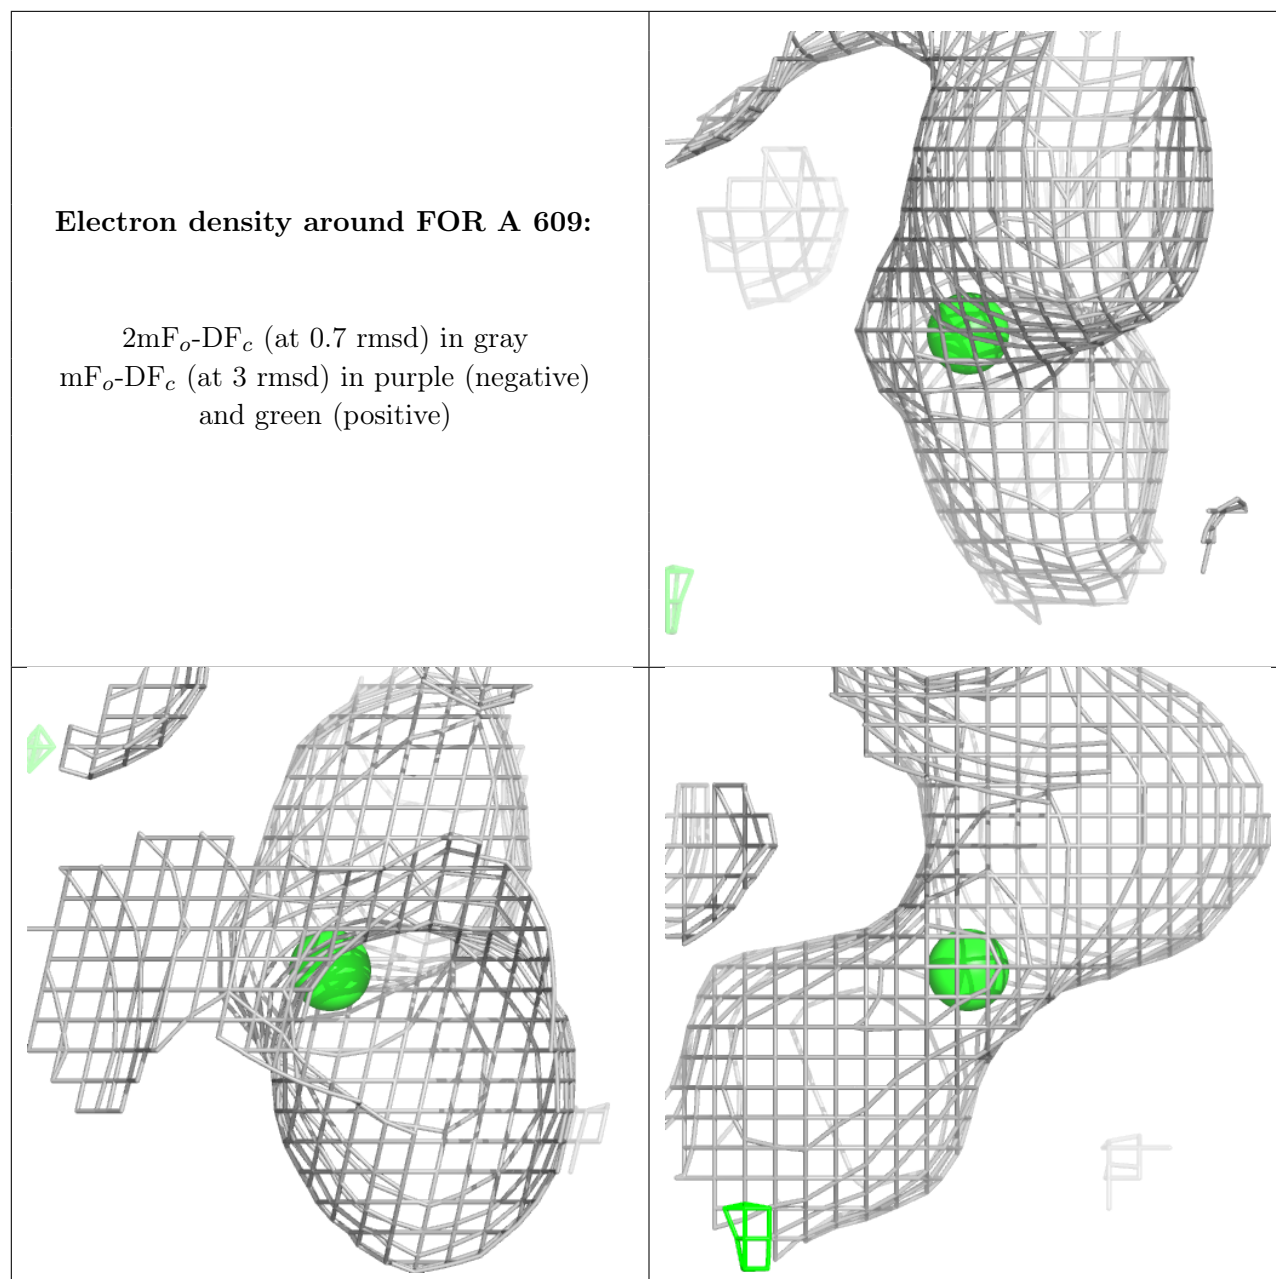 Electron density around FOR A 609:
2mFo-DFc (at 0.7 rmsd) in gray
mFo-DFc (at 3 rmsd) in purple (negative)
and green (positive)